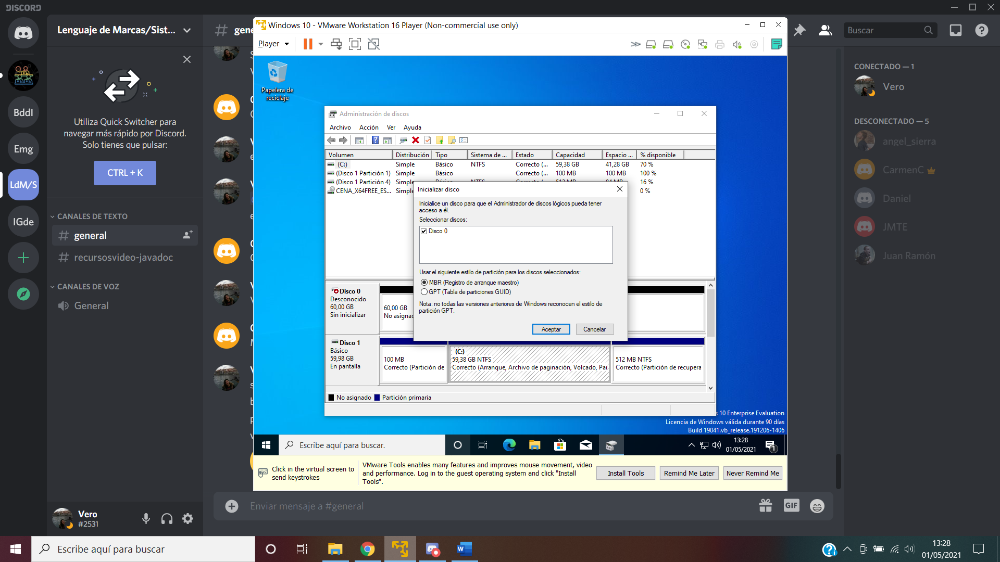 DISCORD
Lenguaje de Marcas/Sist...
Utiliza Quick Switcher para
navegar más rápido por Discord.
Solo tienes que pulsar:
CTRL + K
BddI
Emg
LdM/S
IGde
CANALES DE TEXTO
general
recursosvideo-javadoc
CANALES DE VOZ
General
Vero
#2531
Windows 10 - VMware Workstation 16 Player (Non-commercial use only)
Player
Papelera de
reciclaje
Administración de discos
Archivo Acción Ver Ayuda
Volumen Distribución Tipo Sistema de ... Estado Capacidad Espacio ... % disponible
(C:) Simple Básico NTFS Correcto (... 59,38 GB 41,28 GB 70 %
(Disco 1 Partición 1) Simple Básico Correcto (... 100 MB 100 MB 100 %
(Disco 1 Partición 4) Simple Básico NTFS Correcto (... 512 MB 84 MB 16 %
CENA_X64FREE_ES... Simple 0 %
Inicializar disco
Inicialice un disco para que el Administrador de discos lógicos pueda tener
acceso a él.
Seleccionar discos:
Disco 0
Usar el siguiente estilo de partición para los discos seleccionados:
MBR (Registro de arranque maestro)
GPT (Tabla de particiones GUID)
Nota: no todas las versiones anteriores de Windows reconocen el estilo de
partición GPT.
Aceptar Cancelar
Disco 0
Desconocido
60,00 GB
Sin inicializar
60,00 GB
No asignad
Disco 1
Básico
59,98 GB
En pantalla
100 MB
Correcto (Partición de
(C:)
59,38 GB NTFS
Correcto (Arranque, Archivo de paginación, Volcado, Par
512 MB NTFS
Correcto (Partición de recupera
No asignado Partición primaria
10 Enterprise Evaluation
Licencia de Windows válida durante 90 días
Build 19041.vb_release.191206-1406
Escribe aquí para buscar.
13:28
01/05/2021
1
Click in the virtual screen to
send keystrokes
VMware Tools enables many features and improves mouse movement, video
and performance. Log in to the guest operating system and click "Install
Tools".
Install Tools Remind Me Later Never Remind Me
Enviar mensaje a #general
GIF
Buscar
CONECTADO — 1
Vero
DESCONECTADO — 5
angel_sierra
CarmenC
Daniel
JMTE
Juan Ramón
Escribe aquí para buscar
13:28
01/05/2021